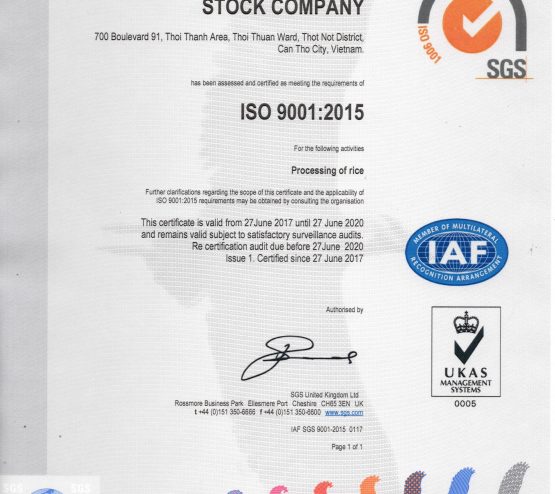 STOCK COMPANY
700 Boulevard 91, Thoi Thanh Area, Thoi Thuan Ward, Thot Not District,
Can Tho City, Vietnam.
has been assessed and certified as meeting the requirements of
ISO 9001:2015
For the following activities
Processing of rice
Further clarifications regarding the scope of this certificate and the applicability of
ISO 9001:2015 requirements may be obtained by consulting the organisation
This certificate is valid from 27June 2017 until 27 June 2020
and remains valid subject to satisfactory surveillance audits.
Re certification audit due before 27June 2020
Issue 1. Certified since 27 June 2017
Authorised by
SGS United Kingdom Ltd
Rossmore Business Park Ellesmere Port Cheshire CH65 3EN UK
t +44 (0)151 350-6666 f +44 (0)151 350-6600 www.sgs.com
IAF SGS 9001-2015 0117
Page 1 of 1
ISO 9001
SGS
MEMBER OF MULTILATERAL
IAF
RECOGNITION ARRANGEMENT
UKAS
MANAGEMENT
SYSTEMS
0005
SGS
SGS